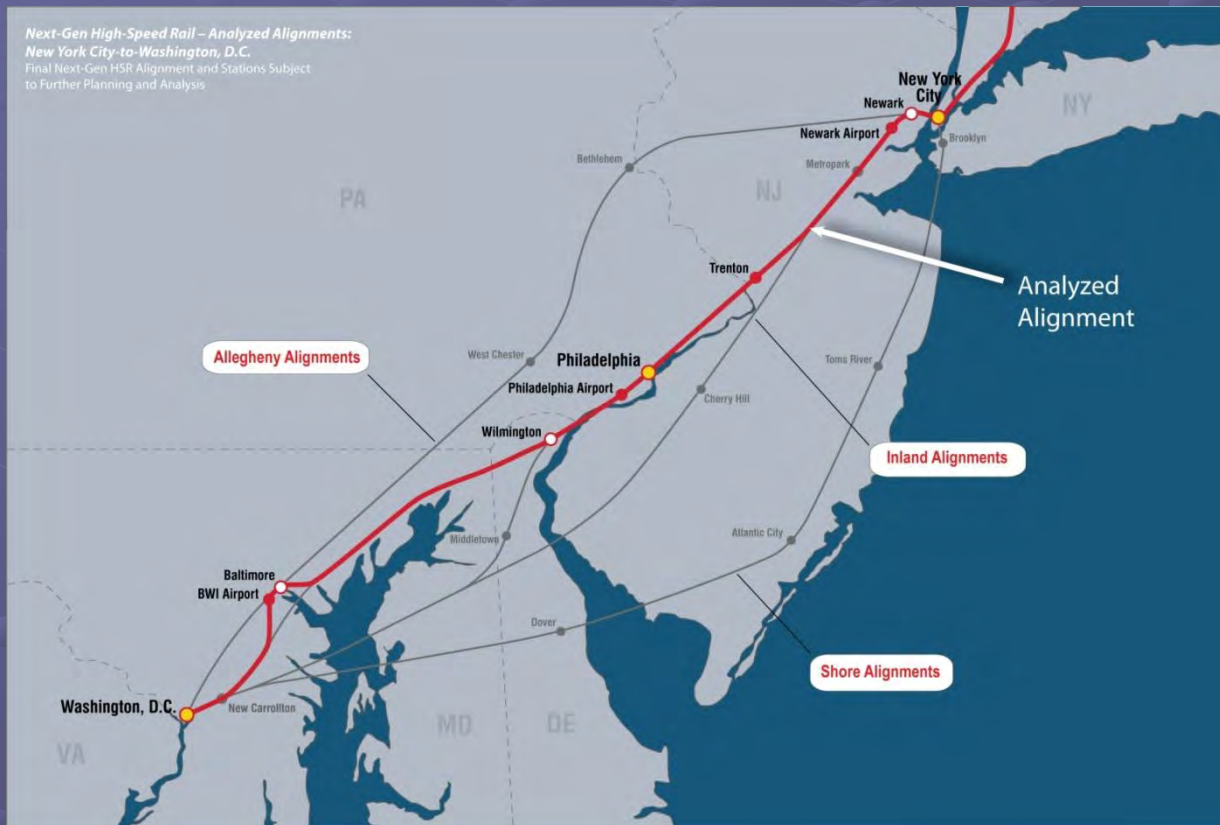 Next-Gen High-Speed Rail – Analyzed Alignments:
New York City-to-Washington, D.C.
Final Next-Gen HSR Alignment and Stations Subject
to Further Planning and Analysis
New York
City
NY
Newark
Newark Airport
Brooklyn
Bethlehem
Metropark
PA
NJ
Trenton
Analyzed
Alignment
Allegheny Alignments
West Chester
Philadelphia
Toms River
Philadelphia Airport
Cherry Hill
Wilmington
Inland Alignments
Middletown
Atlantic City
Baltimore
BWI Airport
Dover
Shore Alignments
Washington, D.C.
New Carrollton
MD
DE
VA